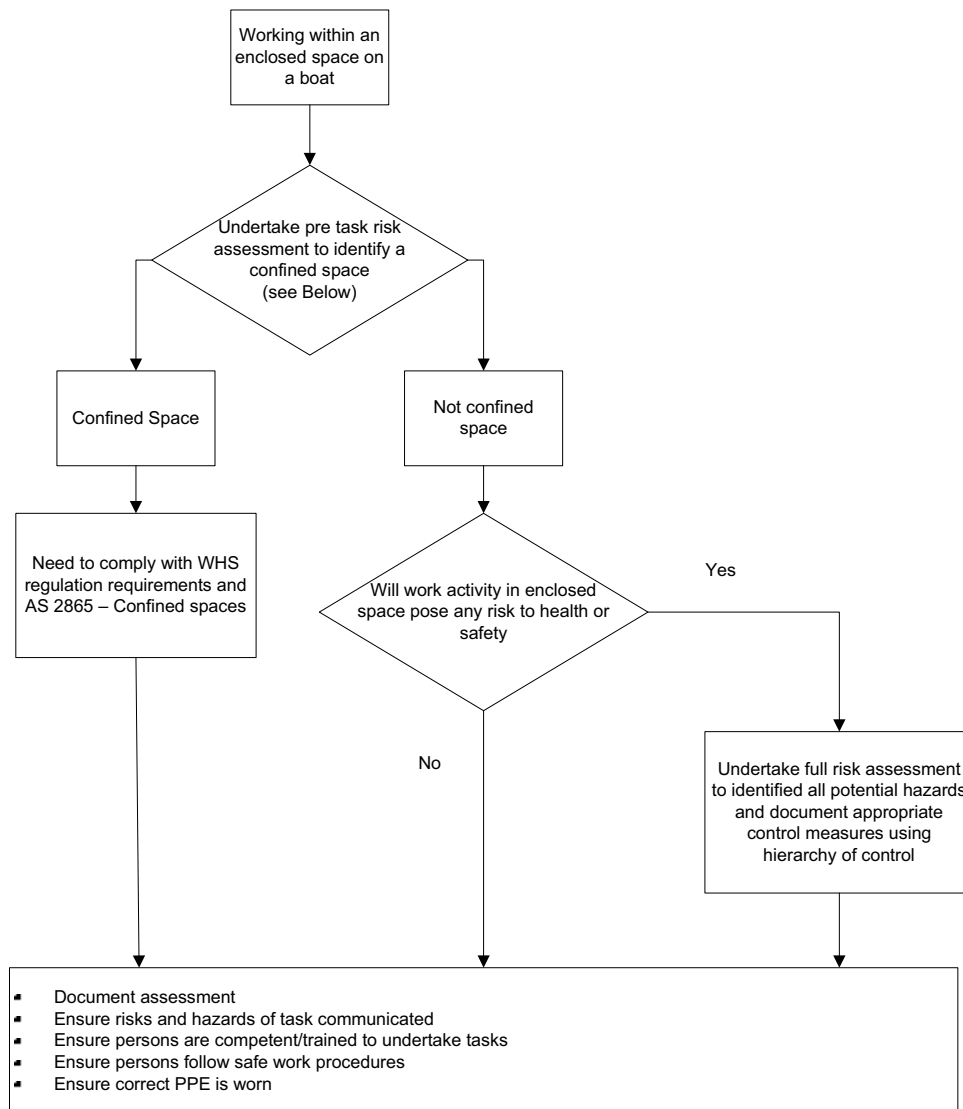 Working within an
enclosed space on
a boat
Undertake pre task risk
assessment to identify a
confined space
(see Below)
Confined Space
Not confined
space
Need to comply with WHS
regulation requirements and
AS 2865 – Confined spaces
Will work activity in enclosed
space pose any risk to health or
safety
Yes
No
Undertake full risk assessment
to identified all potential hazards
and document appropriate
control measures using
hierarchy of control
Document assessment
Ensure risks and hazards of task communicated
Ensure persons are competent/trained to undertake tasks
Ensure persons follow safe work procedures
Ensure correct PPE is worn